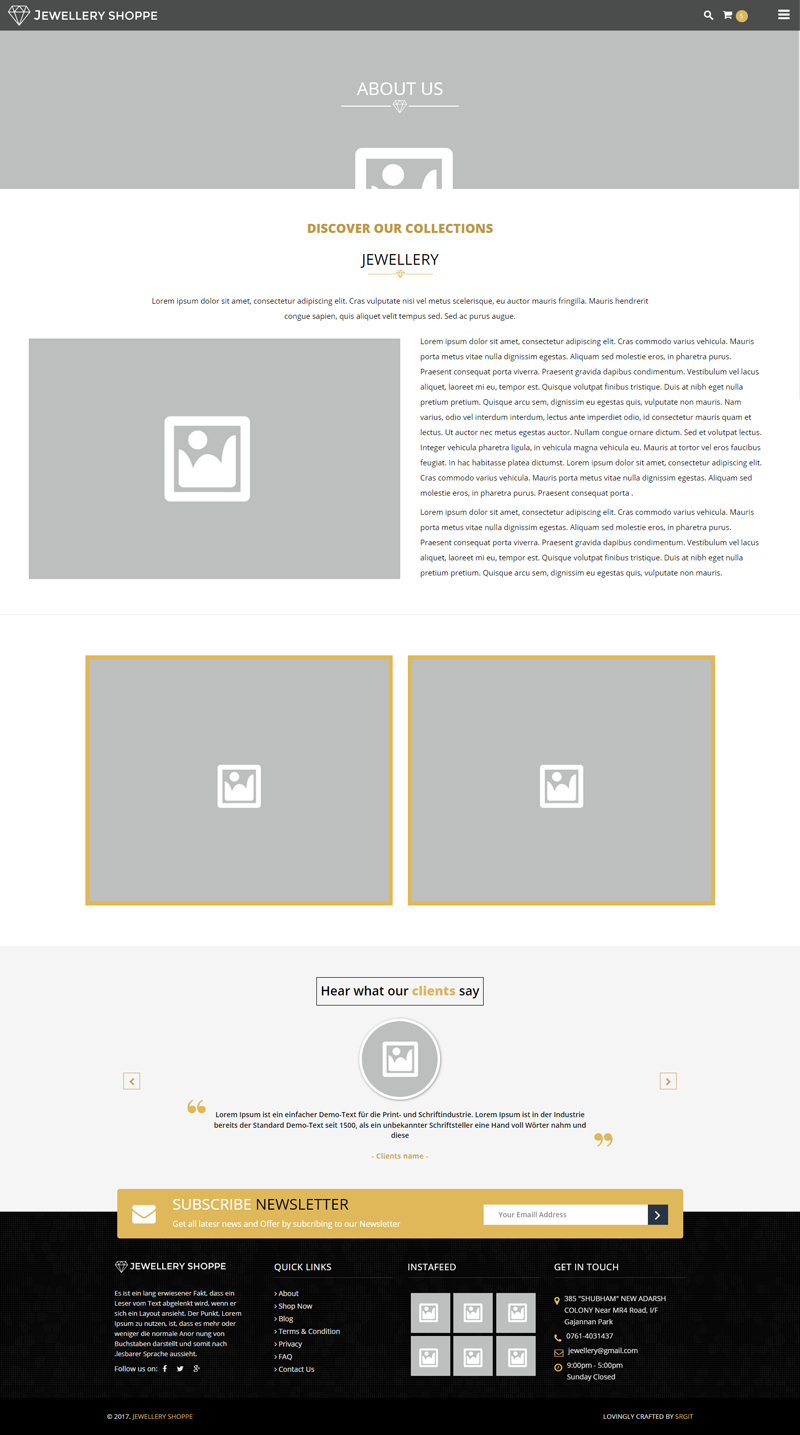 JEWELLERY SHOPPE
5
ABOUT US
DISCOVER OUR COLLECTIONS
JEWELLERY
Lorem ipsum dolor sit amet, consectetur adipiscing elit. Cras vulputate nisi vel metus scelerisque, eu auctor mauris fringilla. Mauris hendrerit
congue sapien, quis aliquet velit tempus sed. Sed ac purus augue.
Lorem ipsum dolor sit amet, consectetur adipiscing elit. Cras commodo varius vehicula. Mauris
porta metus vitae nulla dignissim egestas. Aliquam sed molestie eros, in pharetra purus.
Praesent consequat porta viverra. Praesent gravida dapibus condimentum. Vestibulum vel lacus
aliquet, laoreet mi eu, tempor est. Quisque volutpat finibus tristique. Duis at nibh eget nulla
pretium pretium. Quisque arcu sem, dignissim eu egestas quis, vulputate non mauris. Nam
varius, odio vel interdum interdum, lectus ante imperdiet odio, id consectetur mauris quam et
lectus. Ut auctor nec metus egestas auctor. Nullam congue ornare dictum. Sed et volutpat lectus.
Integer vehicula pharetra ligula, in vehicula magna vehicula eu. Mauris at tortor vel eros faucibus
feugiat. In hac habitasse platea dictumst. Lorem ipsum dolor sit amet, consectetur adipiscing elit.
Cras commodo varius vehicula. Mauris porta metus vitae nulla dignissim egestas. Aliquam sed
molestie eros, in pharetra purus. Praesent consequat porta .
Lorem ipsum dolor sit amet, consectetur adipiscing elit. Cras commodo varius vehicula. Mauris
porta metus vitae nulla dignissim egestas. Aliquam sed molestie eros, in pharetra purus.
Praesent consequat porta viverra. Praesent gravida dapibus condimentum. Vestibulum vel lacus
aliquet, laoreet mi eu, tempor est. Quisque volutpat finibus tristique. Duis at nibh eget nulla
pretium pretium. Quisque arcu sem, dignissim eu egestas quis, vulputate non mauris.
Hear what our clients say
Lorem Ipsum ist ein einfacher Demo-Text für die Print- und Schriftindustrie. Lorem Ipsum ist in der Industrie
bereits der Standard Demo-Text seit 1500, als ein unbekannter Schriftsteller eine Hand voll Wörter nahm und
diese
- Clients name -
SUBSCRIBE NEWSLETTER
Get all latesr news and Offer by subcribing to our Newsletter
Your Emaill Address
JEWELLERY SHOPPE
Es ist ein lang erwiesener Fakt, dass ein
Leser vom Text abgelenkt wird, wenn er
sich ein Layout ansieht. Der Punkt, Lorem
Ipsum zu nutzen, ist, dass es mehr oder
weniger die normale Anor nung von
Buchstaben darstellt und somit nach
.lesbarer Sprache aussieht.
Follow us on:
QUICK LINKS
About
Shop Now
Blog
Terms & Condition
Privacy
FAQ
Contact Us
INSTAFEED
GET IN TOUCH
385 "SHUBHAM" NEW ADARSH
COLONY Near MR4 Road, I/F
Gajannan Park
0761-4031437
jewellery@gmail.com
9:00pm - 5:00pm
Sunday Closed
© 2017. JEWELLERY SHOPPE
LOVINGLY CRAFTED BY SRGIT